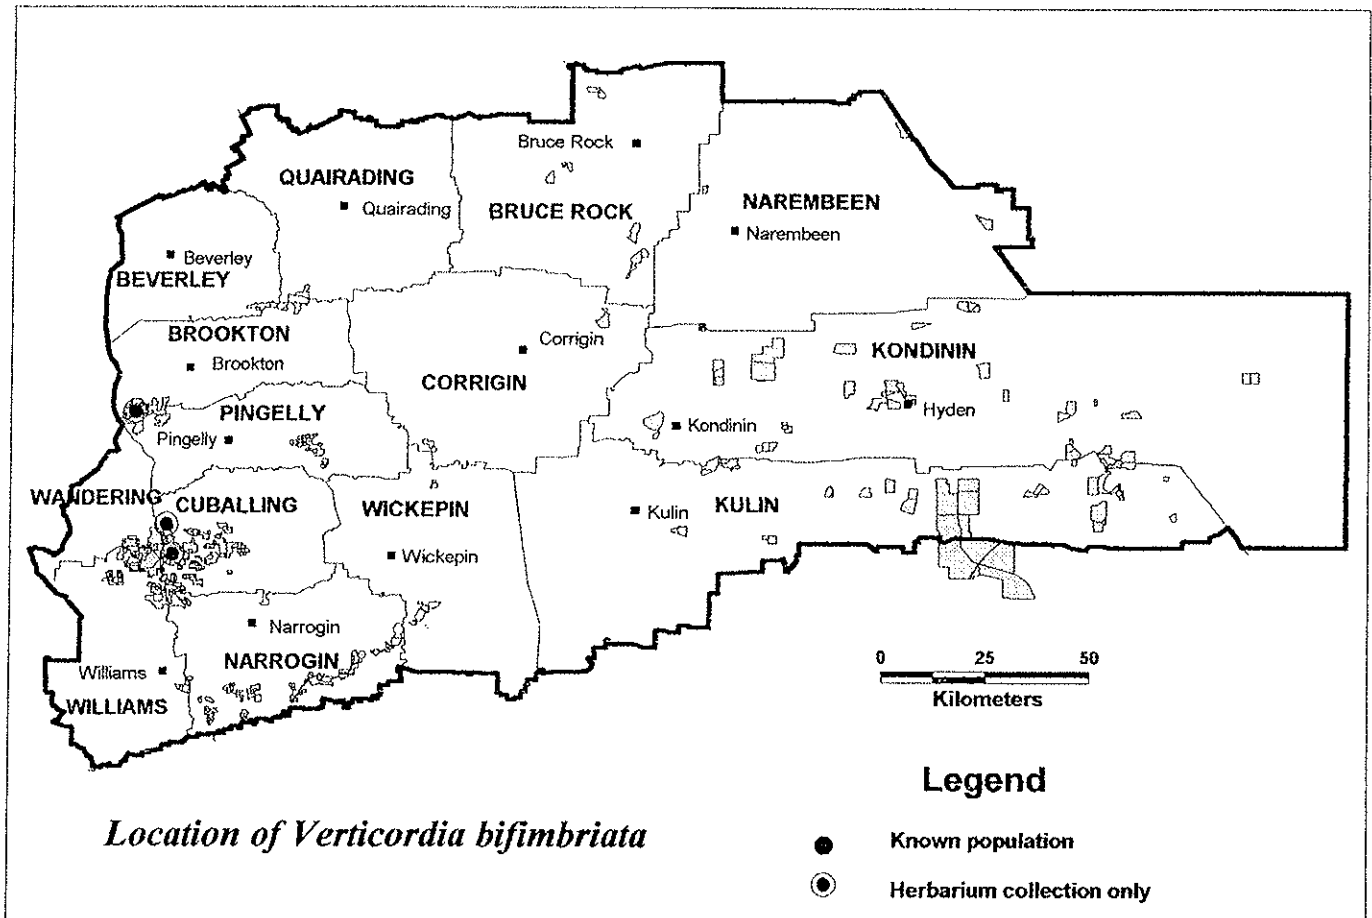 Bruce Rock
QUAIRADING
Quairading
BRUCE ROCK
NAREMBEEN
Narembeen
Beverley
BEVERLEY
BROOKTON
Brookton
Corrigin
CORRIGIN
KONDININ
Hyden
PINGELLY
Pingelly
Kondinin
WANDERING
CUBALLING
WICKEPIN
Kulin
KULIN
Wickepin
Narrogin
NARROGIN
Williams
WILLIAMS
0 25 50
Kilometers
Legend
Location of Verticordia bifimbriata
Known population
Herbarium collection only